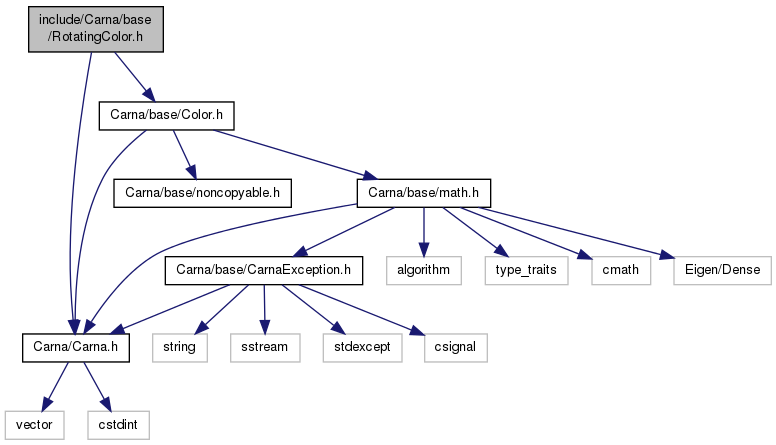 include/Carna/base
/RotatingColor.h
Carna/base/Color.h
Carna/base/noncopyable.h
Carna/base/math.h
Carna/base/CarnaException.h
algorithm
type_traits
cmath
Eigen/Dense
Carna/Carna.h
string
sstream
stdexcept
csignal
vector
cstdint